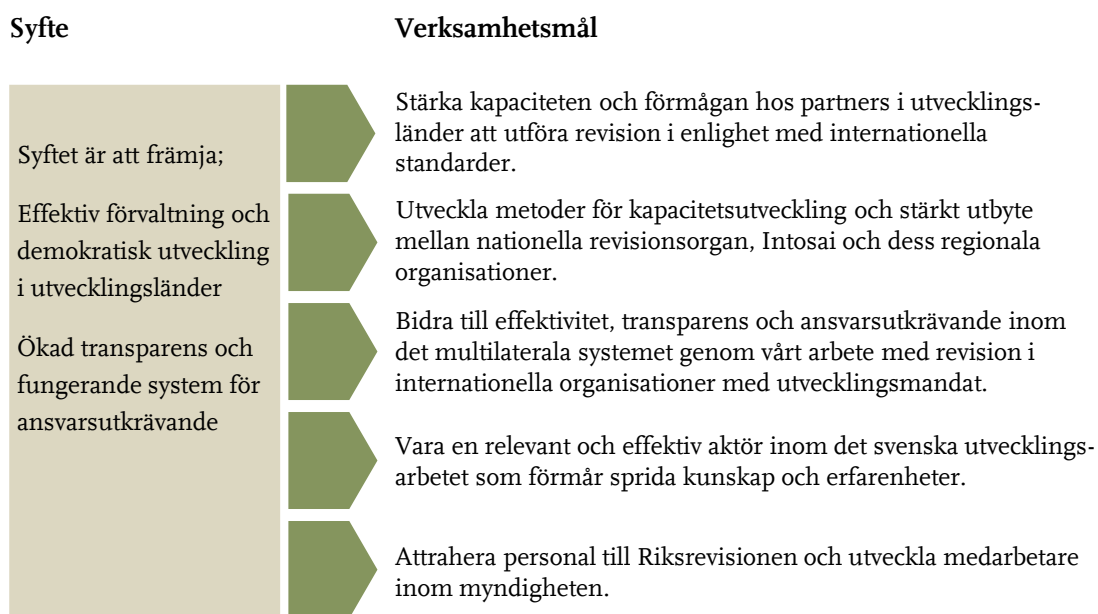 Syfte
Verksamhetsmål
Syftet är att främja;
Effektiv förvaltning och
demokratisk utveckling
i utvecklingsländer
Ökad transparens och
fungerande system för
ansvarsutkrävande
Stärka kapaciteten och förmågan hos partners i utvecklings-
länder att utföra revision i enlighet med internationella
standarder.
Utveckla metoder för kapacitetsutveckling och stärkt utbyte
mellan nationella revisionsorgan, Intosai och dess regionala
organisationer.
Bidra till effektivitet, transparens och ansvarsutkrävande inom
det multilaterala systemet genom vårt arbete med revision i
internationella organisationer med utvecklingsmandat.
Vara en relevant och effektiv aktör inom det svenska utvecklings-
arbetet som förmår sprida kunskap och erfarenheter.
Attrahera personal till Riksrevisionen och utveckla medarbetare
inom myndigheten.